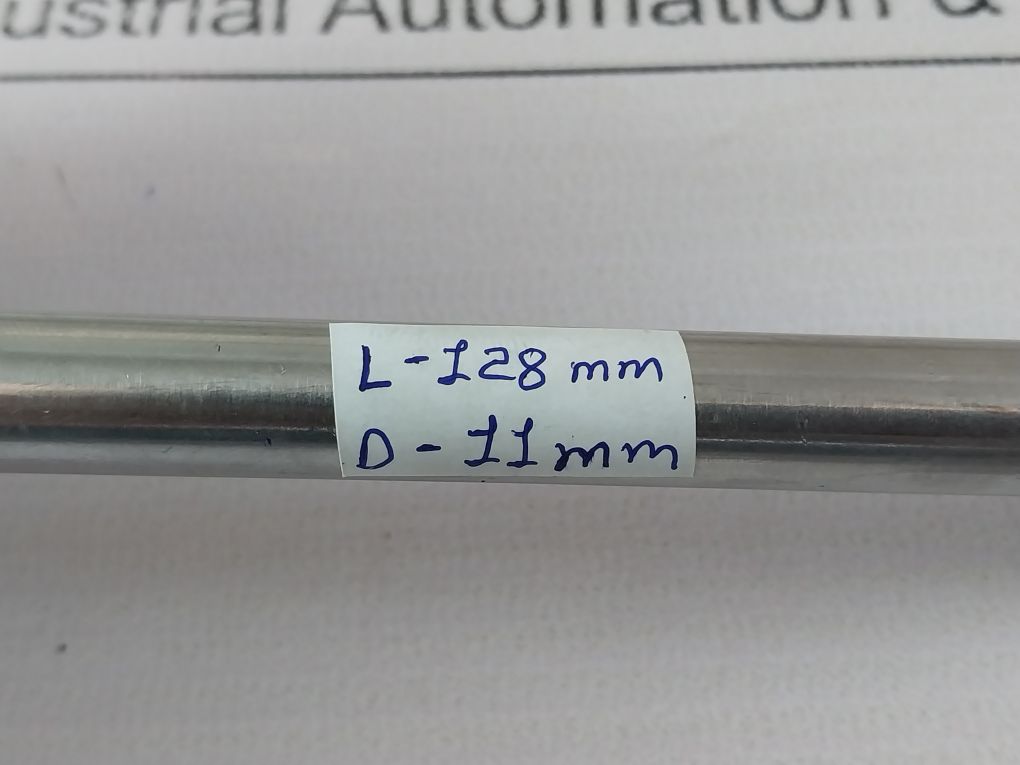 ustrial Automation &
L-128 mm
D-11mm